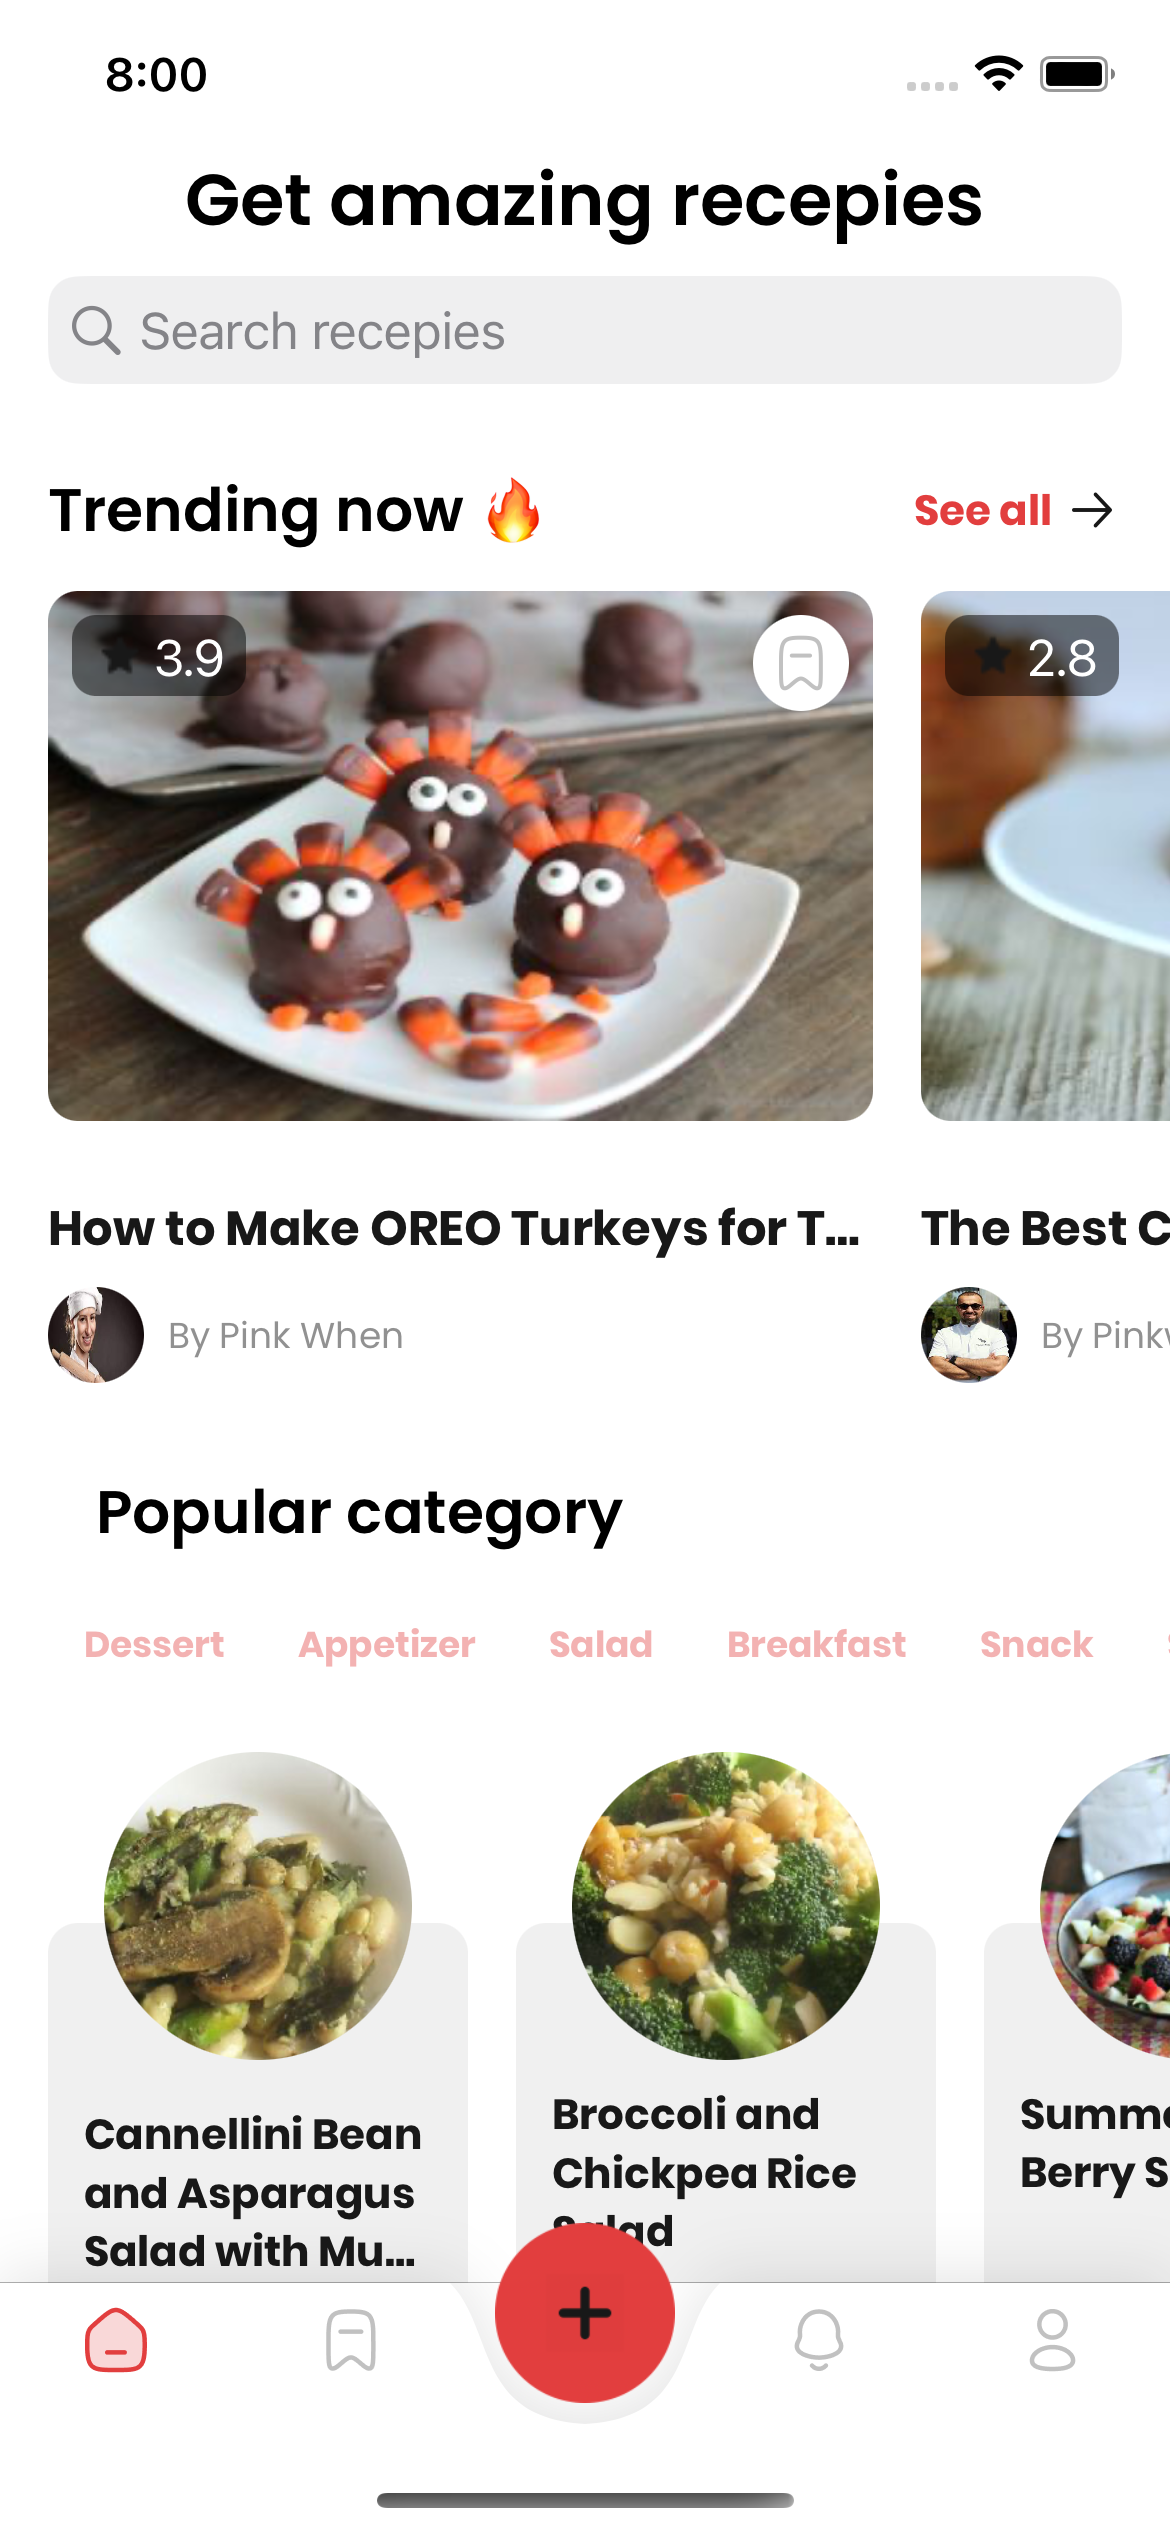 8:00
Get amazing recepies
Search recepies
Trending now 🔥
See all →
3.9
2.8
How to Make OREO Turkeys for T...
The Best C
By Pink When
By Pink
Popular category
Dessert Appetizer Salad Breakfast Snack
Cannellini Bean
and Asparagus
Salad with Mu...
Broccoli and
Chickpea Rice
Salad
Summe
Berry S